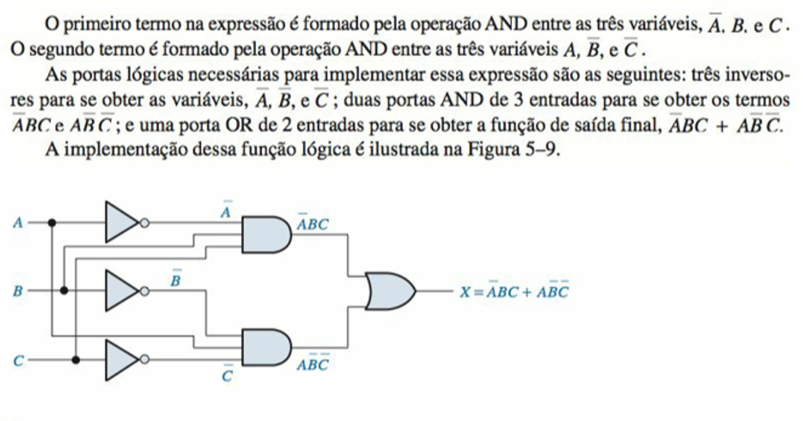 O primeiro termo na expressão é formado pela operação AND entre as três variáveis, A̅, B, e C.
O segundo termo é formado pela operação AND entre as três variáveis A, B̅, e C̅.
As portas lógicas necessárias para implementar essa expressão são as seguintes: três inverso-
res para se obter as variáveis, A̅, B̅, e C̅; duas portas AND de 3 entradas para se obter os termos
A̅BC e AB̅C̅; e uma porta OR de 2 entradas para se obter a função de saída final, A̅BC + AB̅C̅.
A implementação dessa função lógica é ilustrada na Figura 5–9.
A
A̅
A̅BC
B
B̅
X = A̅BC + AB̅C̅
C
C̅
AB̅C̅